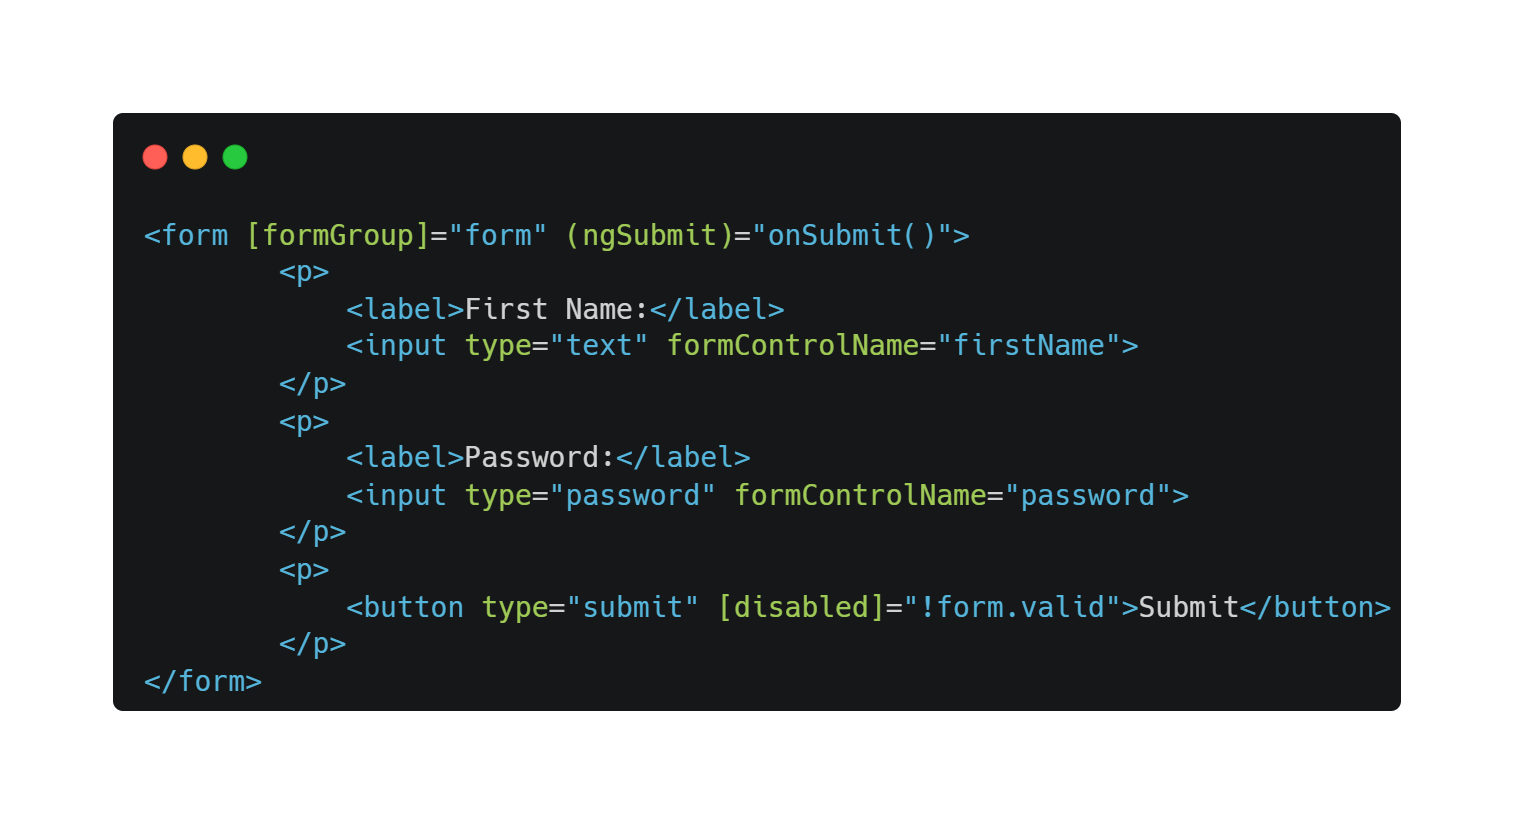 <form [formGroup]="form" (ngSubmit)="onSubmit()">
        <p>
            <label>First Name:</label>
            <input type="text" formControlName="firstName">
        </p>
        <p>
            <label>Password:</label>
            <input type="password" formControlName="password">
        </p>
        <p>
            <button type="submit" [disabled]="!form.valid">Submit</button>
        </p>
</form>